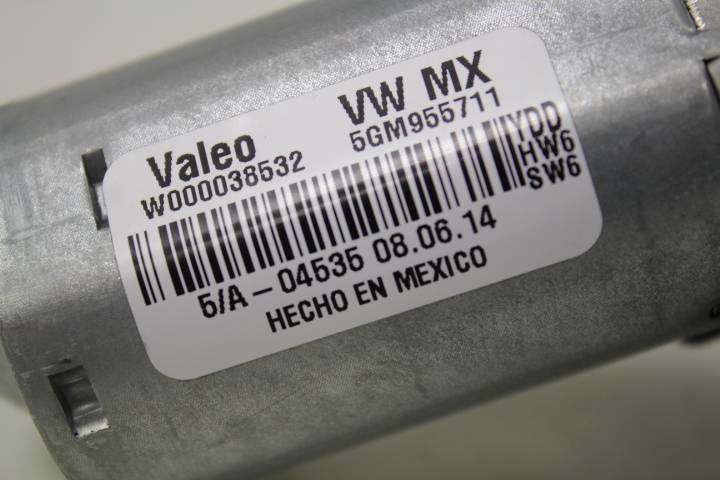 Valeo VW MX
W000038532 5GM955711
YDD
HW6
SW6
5/A - 04535 08.06.14
HECHO EN MEXICO